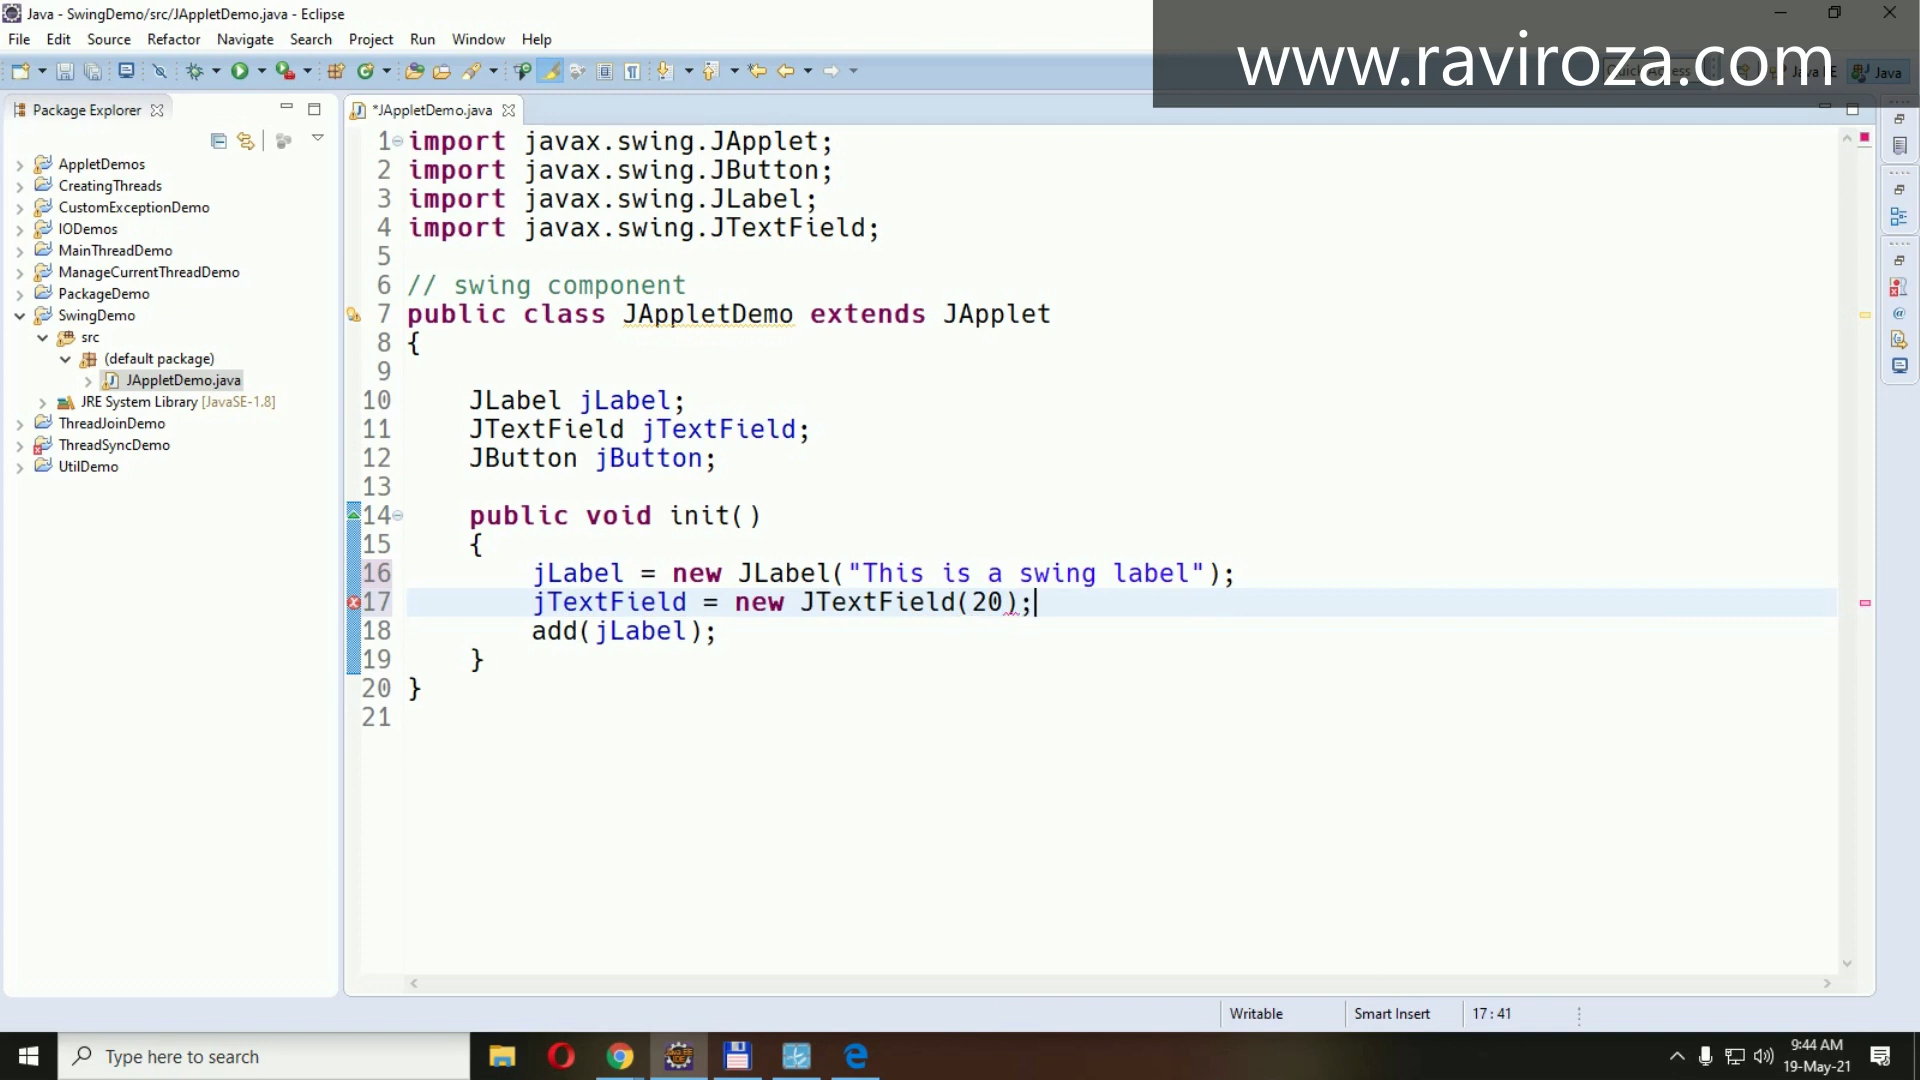 Java - SwingDemo/src/JAppletDemo.java - Eclipse
www.raviroza.com
File Edit Source Refactor Navigate Search Project Run Window Help
Quick Access
Java EE
Java
Package Explorer
*JAppletDemo.java
AppletDemos
CreatingThreads
CustomExceptionDemo
IODemos
MainThreadDemo
ManageCurrentThreadDemo
PackageDemo
SwingDemo
src
(default package)
JAppletDemo.java
JRE System Library [JavaSE-1.8]
ThreadJoinDemo
ThreadSyncDemo
UtilDemo
1 import javax.swing.JApplet;
2 import javax.swing.JButton;
3 import javax.swing.JLabel;
4 import javax.swing.JTextField;
5
6 // swing component
7 public class JAppletDemo extends JApplet
8 {
9
10 JLabel jLabel;
11 JTextField jTextField;
12 JButton jButton;
13
14 public void init()
15 {
16 jLabel = new JLabel("This is a swing label");
17 jTextField = new JTextField(20);
18 add(jLabel);
19 }
20 }
21
Writable
Smart Insert
17 : 41
Type here to search
9:44 AM
19-May-21